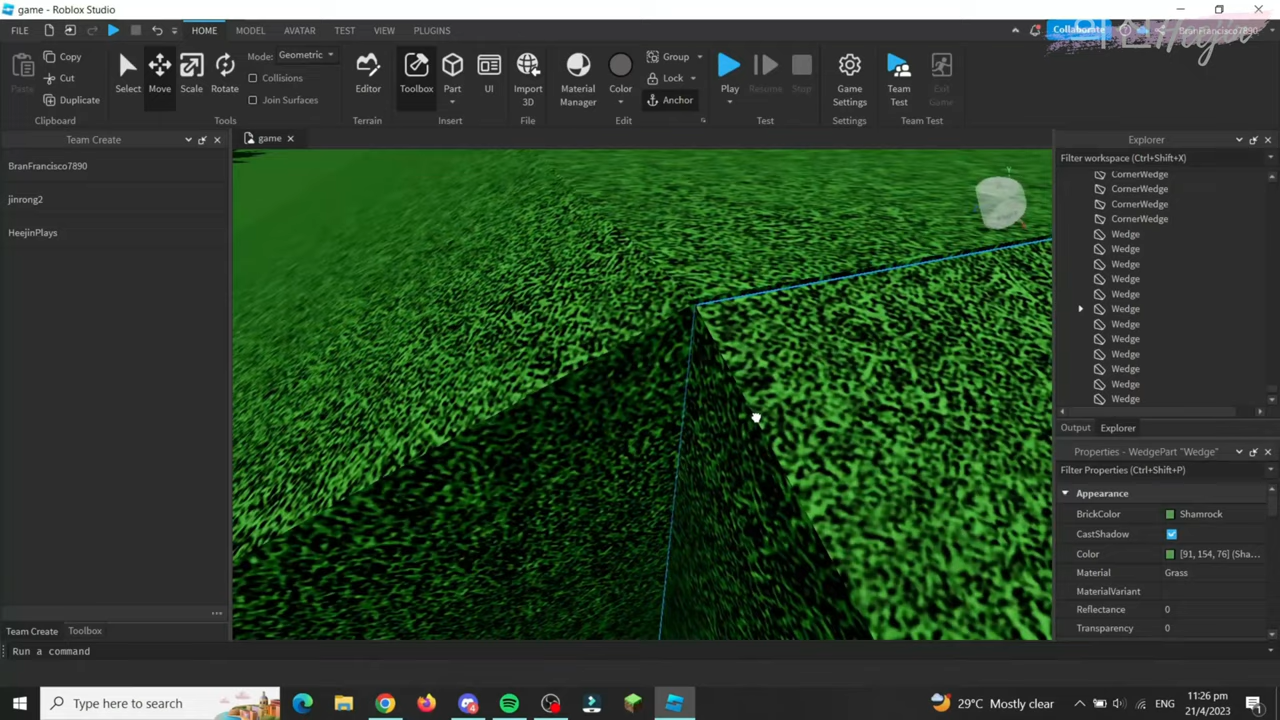 game - Roblox Studio
FILE
HOME
MODEL
AVATAR
TEST
VIEW
PLUGINS
Collaborate
BranFrancisco7890
Paste
Copy
Cut
Duplicate
Clipboard
Select
Move
Scale
Rotate
Mode: Geometric
Collisions
Join Surfaces
Tools
Editor
Terrain
Toolbox
Part
UI
Insert
Import
3D
File
Material
Manager
Color
Group
Lock
Anchor
Edit
Play
Resume
Stop
Test
Game
Settings
Settings
Team
Test
Exit
Game
Team Test
Team Create
BranFrancisco7890
jinrong2
HeejinPlays
game
Explorer
Filter workspace (Ctrl+Shift+X)
CornerWedge
CornerWedge
CornerWedge
CornerWedge
Wedge
Wedge
Wedge
Wedge
Wedge
Wedge
Wedge
Wedge
Wedge
Wedge
Wedge
Wedge
Output Explorer
Properties - WedgePart "Wedge"
Filter Properties (Ctrl+Shift+P)
Appearance
BrickColor Shamrock
CastShadow
Color [91, 154, 76] (Sha...
Material Grass
MaterialVariant
Reflectance 0
Transparency 0
Team Create Toolbox
Run a command
Type here to search
29°C Mostly clear
ENG
11:26 pm
21/4/2023